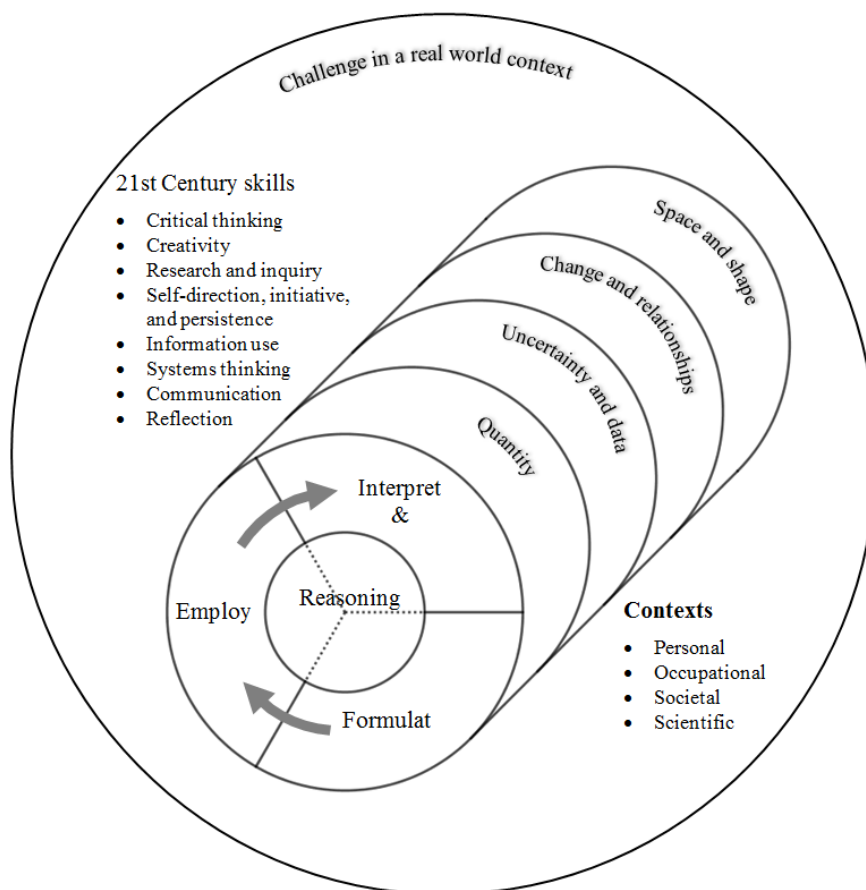 Challenge in a real world context
21st Century skills
• Critical thinking
• Creativity
• Research and inquiry
• Self-direction, initiative,
and persistence
• Information use
• Systems thinking
• Communication
• Reflection
Space and shape
Change and relationships
Uncertainty and data
Quantity
Interpret
&
Employ
Reasoning
Formulat
Contexts
• Personal
• Occupational
• Societal
• Scientific